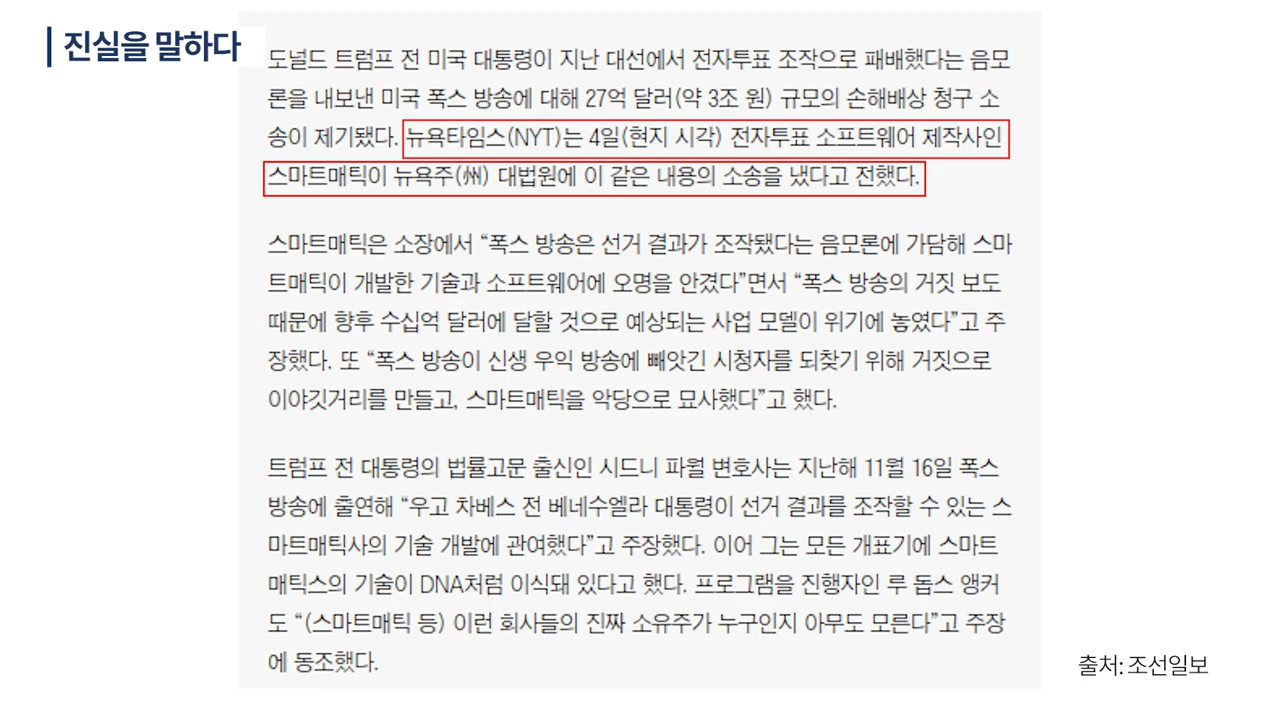 진실을 말하다
도널드 트럼프 전 미국 대통령이 지난 대선에서 전자투표 조작으로 패배했다는 음모
론을 내보낸 미국 폭스 방송에 대해 27억 달러(약 3조 원) 규모의 손해배상 청구 소
송이 제기됐다. 뉴욕타임스(NYT)는 4일(현지 시각) 전자투표 소프트웨어 제작사인
스마트매틱이 뉴욕주(州) 대법원에 이 같은 내용의 소송을 냈다고 전했다.
스마트매틱은 소장에서 “폭스 방송은 선거 결과가 조작됐다는 음모론에 가담해 스마
트매틱이 개발한 기술과 소프트웨어에 오명을 안겼다”면서 “폭스 방송의 거짓 보도
때문에 향후 수십억 달러에 달할 것으로 예상되는 사업 모델이 위기에 놓였다”고 주
장했다. 또 “폭스 방송이 신생 우익 방송에 빼앗긴 시청자를 되찾기 위해 거짓으로
이야깃거리를 만들고, 스마트매틱을 악당으로 묘사했다”고 했다.
트럼프 전 대통령의 법률고문 출신인 시드니 파월 변호사는 지난해 11월 16일 폭스
방송에 출연해 “우고 차베스 전 베네수엘라 대통령이 선거 결과를 조작할 수 있는 스
마트매틱사의 기술 개발에 관여했다”고 주장했다. 이어 그는 모든 개표기에 스마트
매틱스의 기술이 DNA처럼 이식돼 있다고 했다. 프로그램을 진행자인 루 돕스 앵커
도 “(스마트매틱 등) 이런 회사들의 진짜 소유주가 누구인지 아무도 모른다”고 주장
에 동조했다.
출처: 조선일보